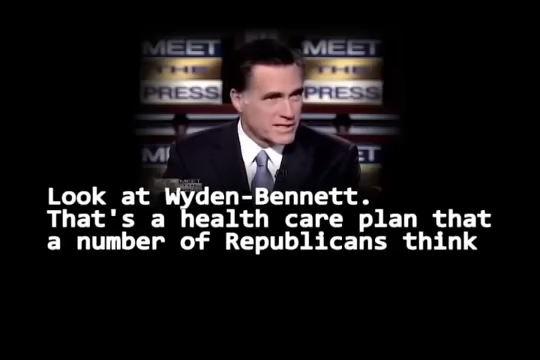 MEET MEET
THE THE
PRESS PRESS
Look at Wyden-Bennett.
That's a health care plan that
a number of Republicans think